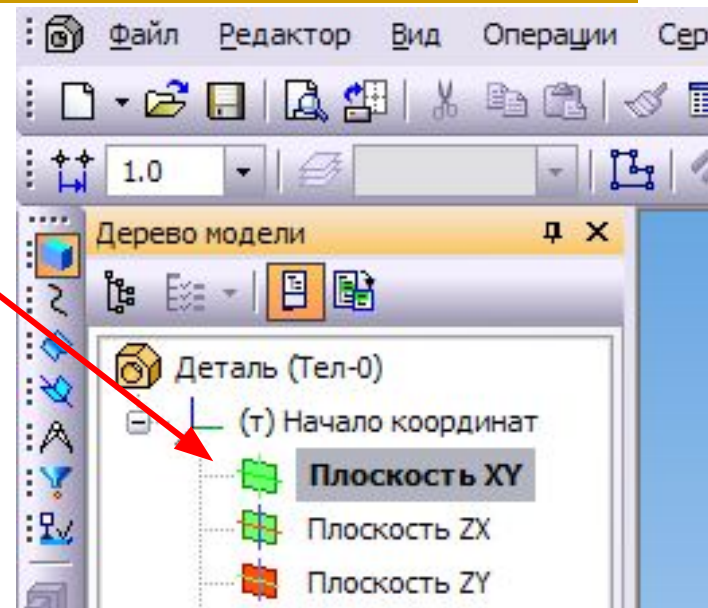 Файл Редактор Вид Операции Сер
1.0
Дерево модели
Деталь (Тел-0)
(т) Начало координат
Плоскость XY
Плоскость ZX
Плоскость ZY